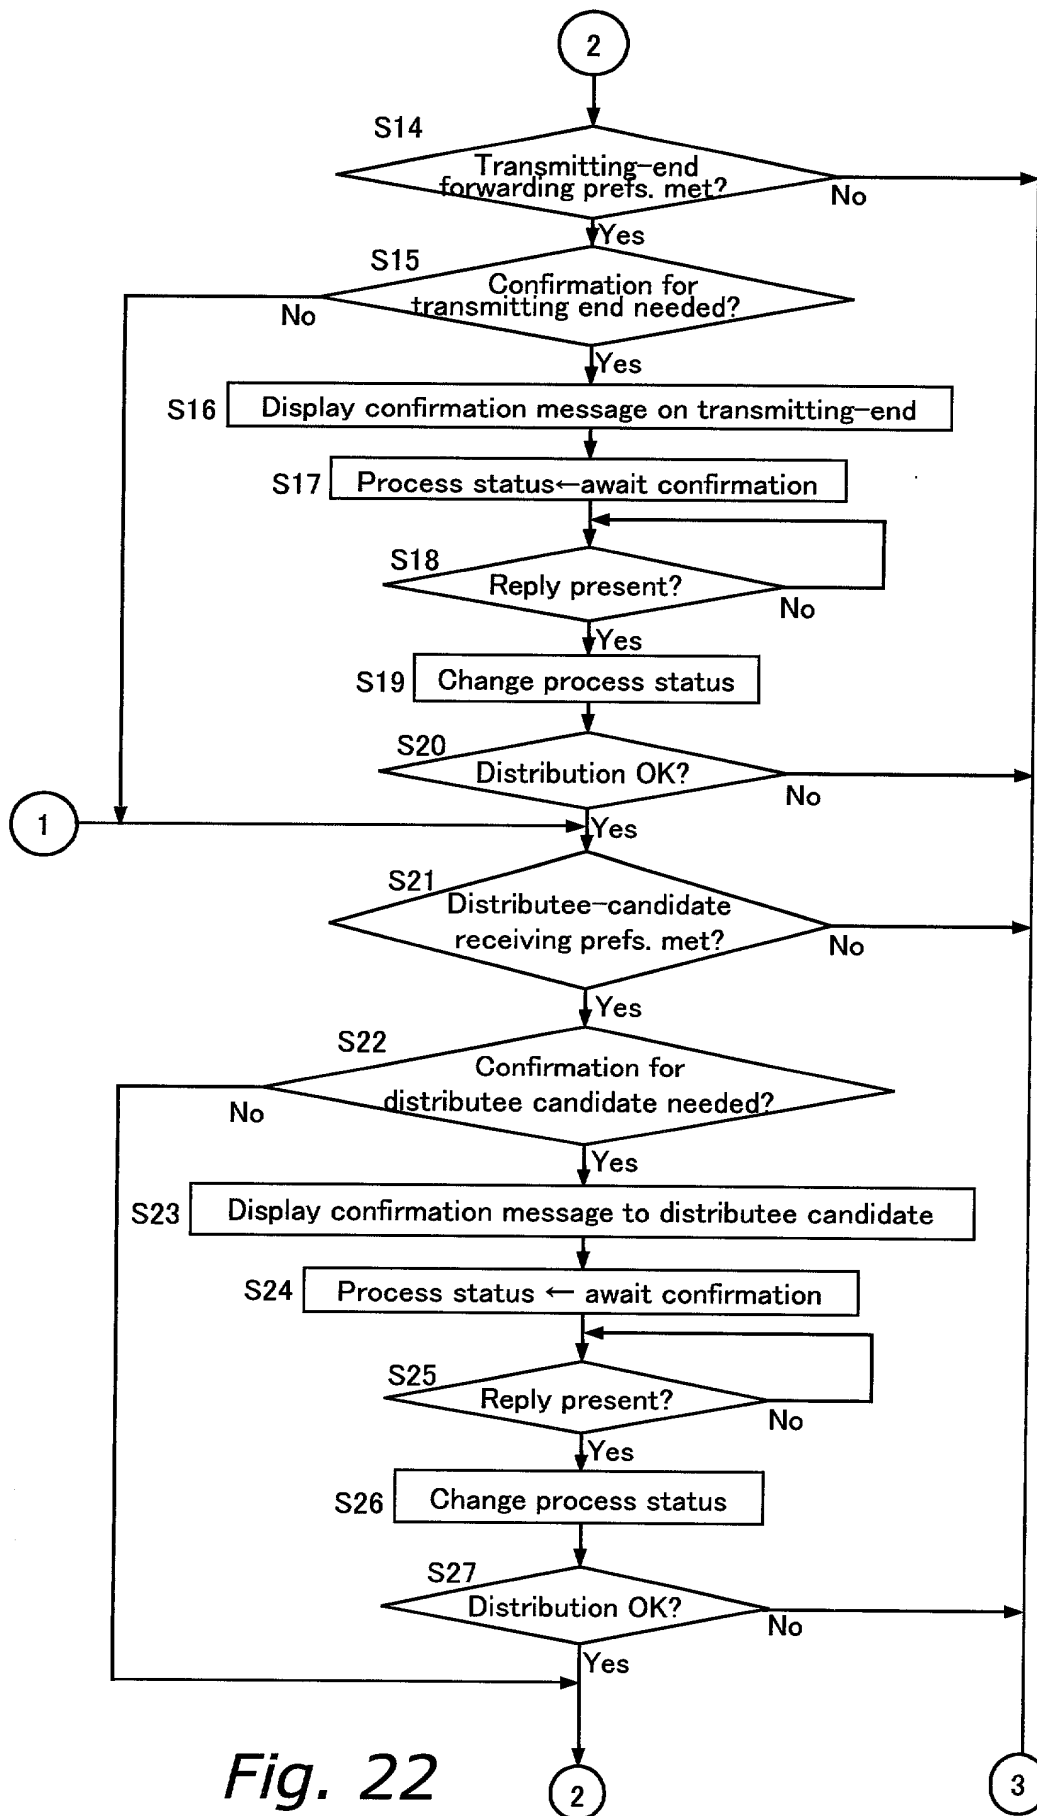 2
S14
Transmitting-end
forwarding prefs. met?
No
Yes
S15
Confirmation for
transmitting end needed?
No
Yes
S16
Display confirmation message on transmitting-end
S17
Process status←await confirmation
S18
Reply present?
No
Yes
S19
Change process status
S20
Distribution OK?
No
1
Yes
S21
Distributee-candidate
receiving prefs. met?
No
Yes
S22
Confirmation for
distributee candidate needed?
No
Yes
S23
Display confirmation message to distributee candidate
S24
Process status ← await confirmation
S25
Reply present?
No
Yes
S26
Change process status
S27
Distribution OK?
No
Yes
Fig. 22
2
3